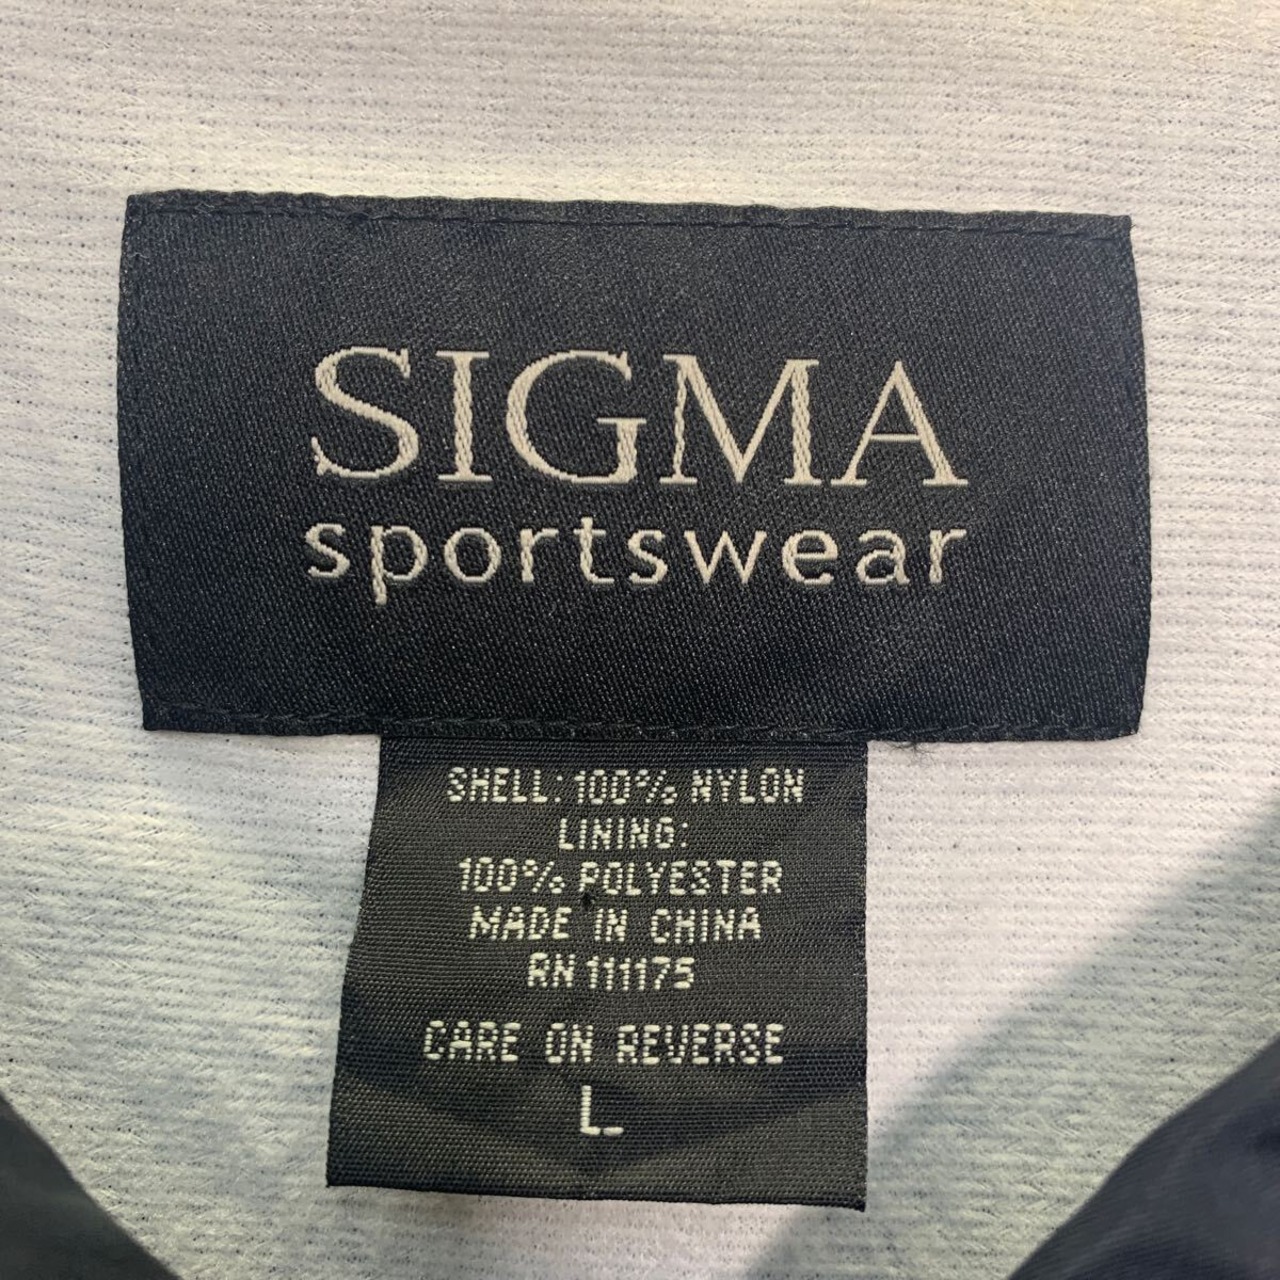 SIGMA
sportswear
SHELL: 100% NYLON
LINING:
100% POLYESTER
MADE IN CHINA
RN 111175
CARE ON REVERSE
L